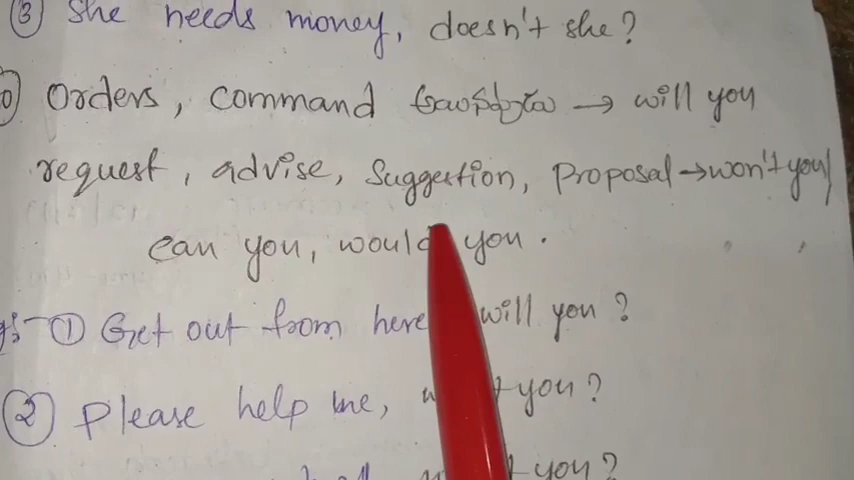 ③ She needs money, doesn't she?
Orders, command → will you
request, advise, Suggestion, Proposal → won't you/
can you, would you.
① Get out from here will you?
② Please help me, you?
you?